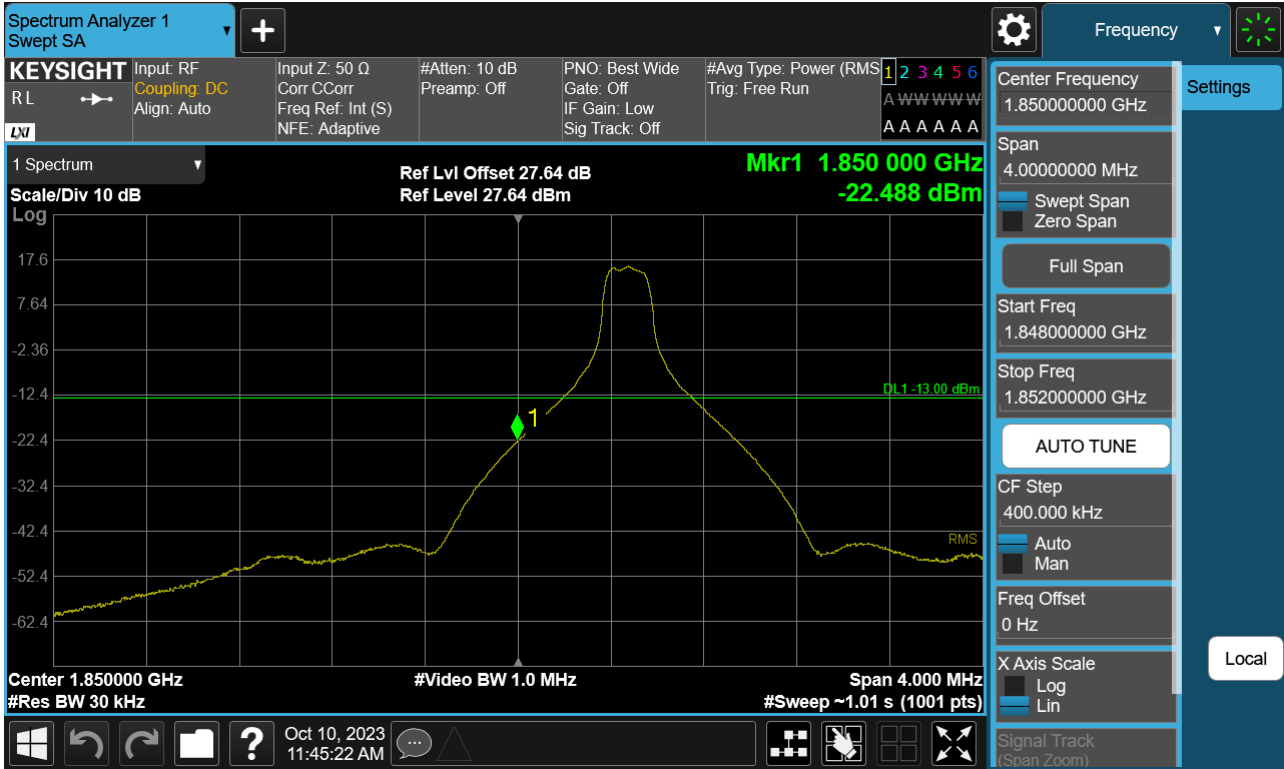 Spectrum Analyzer 1
Swept SA
Frequency
KEYSIGHT
R L
LXI
Input: RF
Coupling: DC
Align: Auto
Input Z: 50 Ω
Corr CCorr
Freq Ref: Int (S)
NFE: Adaptive
#Atten: 10 dB
Preamp: Off
PNO: Best Wide
Gate: Off
IF Gain: Low
Sig Track: Off
#Avg Type: Power (RMS
Trig: Free Run
1 2 3 4 5 6
A W W W W W
A A A A A A
1 Spectrum
Scale/Div 10 dB
Log
Ref Lvl Offset 27.64 dB
Ref Level 27.64 dBm
Mkr1 1.850 000 GHz
-22.488 dBm
17.6
7.64
-2.36
-12.4
-22.4
-32.4
-42.4
-52.4
-62.4
DL1 -13.00 dBm
1
RMS
Center 1.850000 GHz
#Res BW 30 kHz
#Video BW 1.0 MHz
Span 4.000 MHz
#Sweep ~1.01 s (1001 pts)
Center Frequency
1.850000000 GHz
Span
4.00000000 MHz
Swept Span
Zero Span
Full Span
Start Freq
1.848000000 GHz
Stop Freq
1.852000000 GHz
AUTO TUNE
CF Step
400.000 kHz
Auto
Man
Freq Offset
0 Hz
X Axis Scale
Log
Lin
Signal Track
(Span Zoom)
Settings
Local
?
Oct 10, 2023
11:45:22 AM